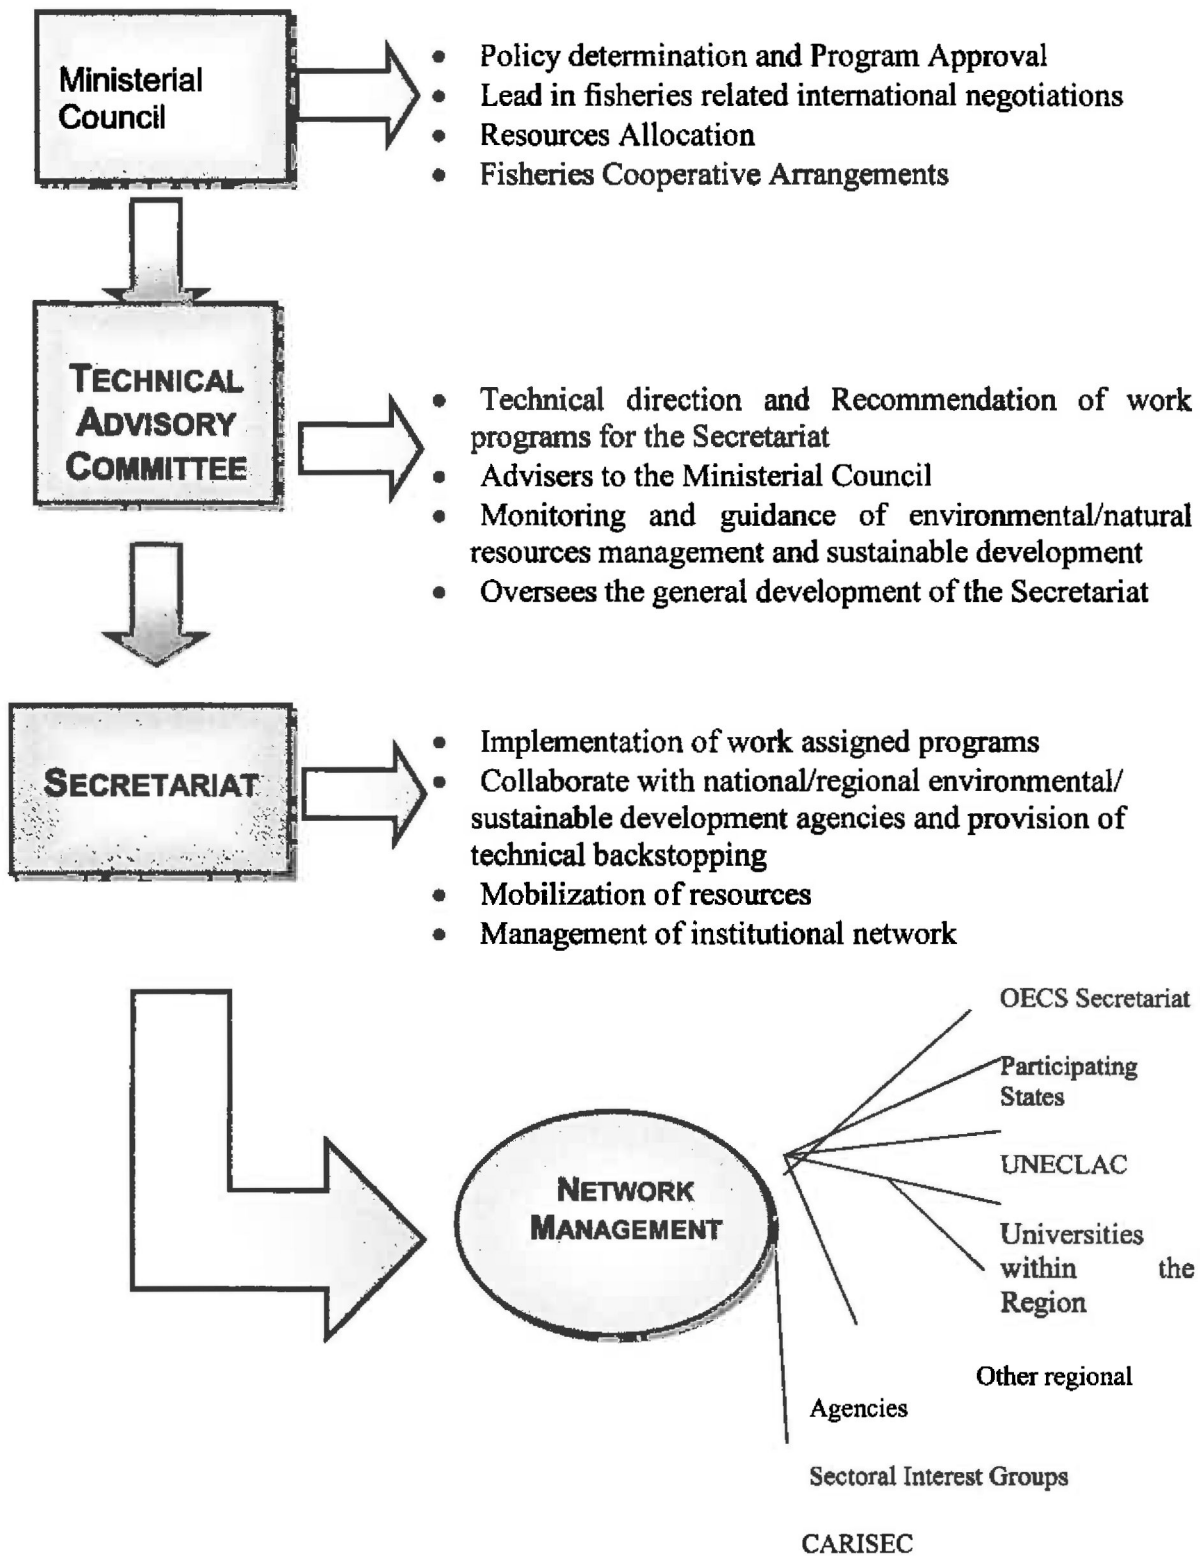 Ministerial
Council
• Policy determination and Program Approval
• Lead in fisheries related international negotiations
• Resources Allocation
• Fisheries Cooperative Arrangements
TECHNICAL
ADVISORY
COMMITTEE
• Technical direction and Recommendation of work
programs for the Secretariat
• Advisers to the Ministerial Council
• Monitoring and guidance of environmental/natural
resources management and sustainable development
• Oversees the general development of the Secretariat
SECRETARIAT
• Implementation of work assigned programs
• Collaborate with national/regional environmental/
sustainable development agencies and provision of
technical backstopping
• Mobilization of resources
• Management of institutional network
NETWORK
MANAGEMENT
OECS Secretariat
Participating
States
UNECLAC
Universities
within the
Region
Other regional
Agencies
Sectoral Interest Groups
CARISEC